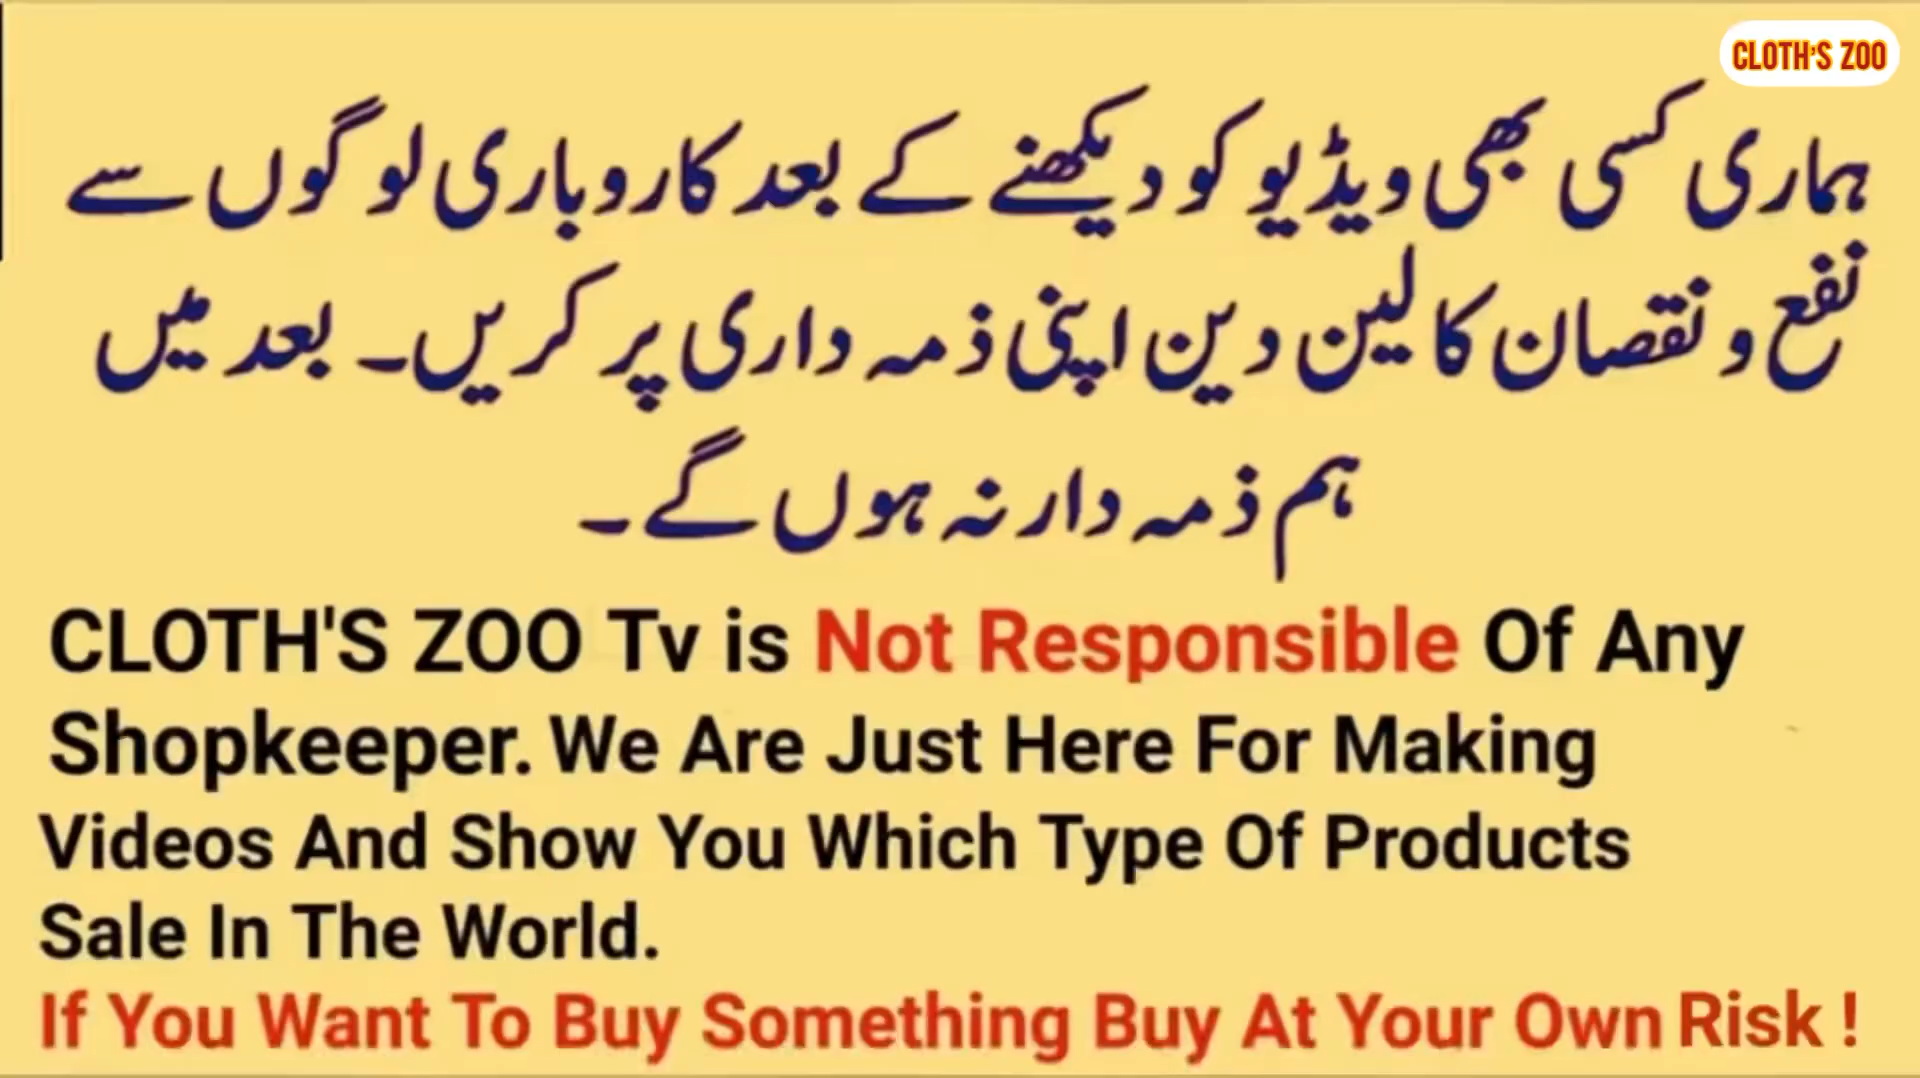 CLOTH'S ZOO
ہماری کسی بھی ویڈیو کو دیکھنے کے بعد کاروباری لوگوں سے
نفع و نقصان کا لین دین اپنی ذمہ داری پر کریں۔ بعد میں
ہم ذمہ دار نہ ہوں گے۔
CLOTH'S ZOO Tv is Not Responsible Of Any
Shopkeeper. We Are Just Here For Making
Videos And Show You Which Type Of Products
Sale In The World.
If You Want To Buy Something Buy At Your Own Risk !